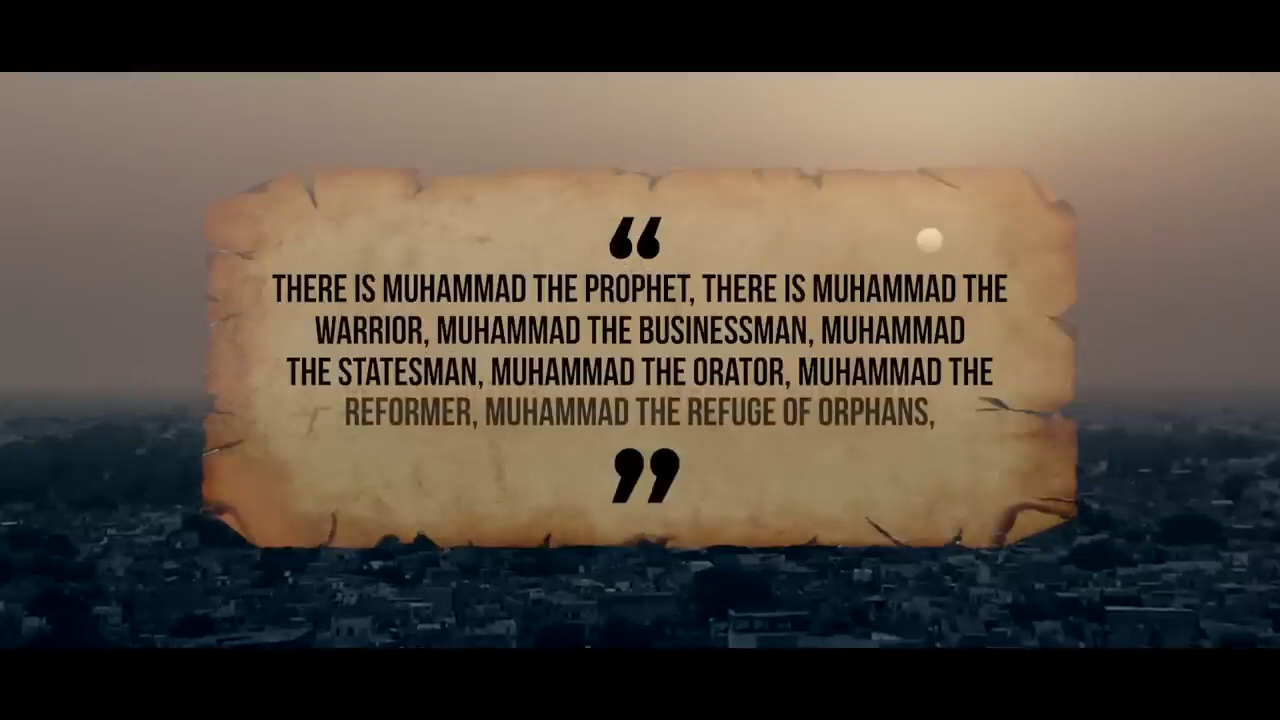 “
THERE IS MUHAMMAD THE PROPHET, THERE IS MUHAMMAD THE
WARRIOR, MUHAMMAD THE BUSINESSMAN, MUHAMMAD
THE STATESMAN, MUHAMMAD THE ORATOR, MUHAMMAD THE
REFORMER, MUHAMMAD THE REFUGE OF ORPHANS,
”